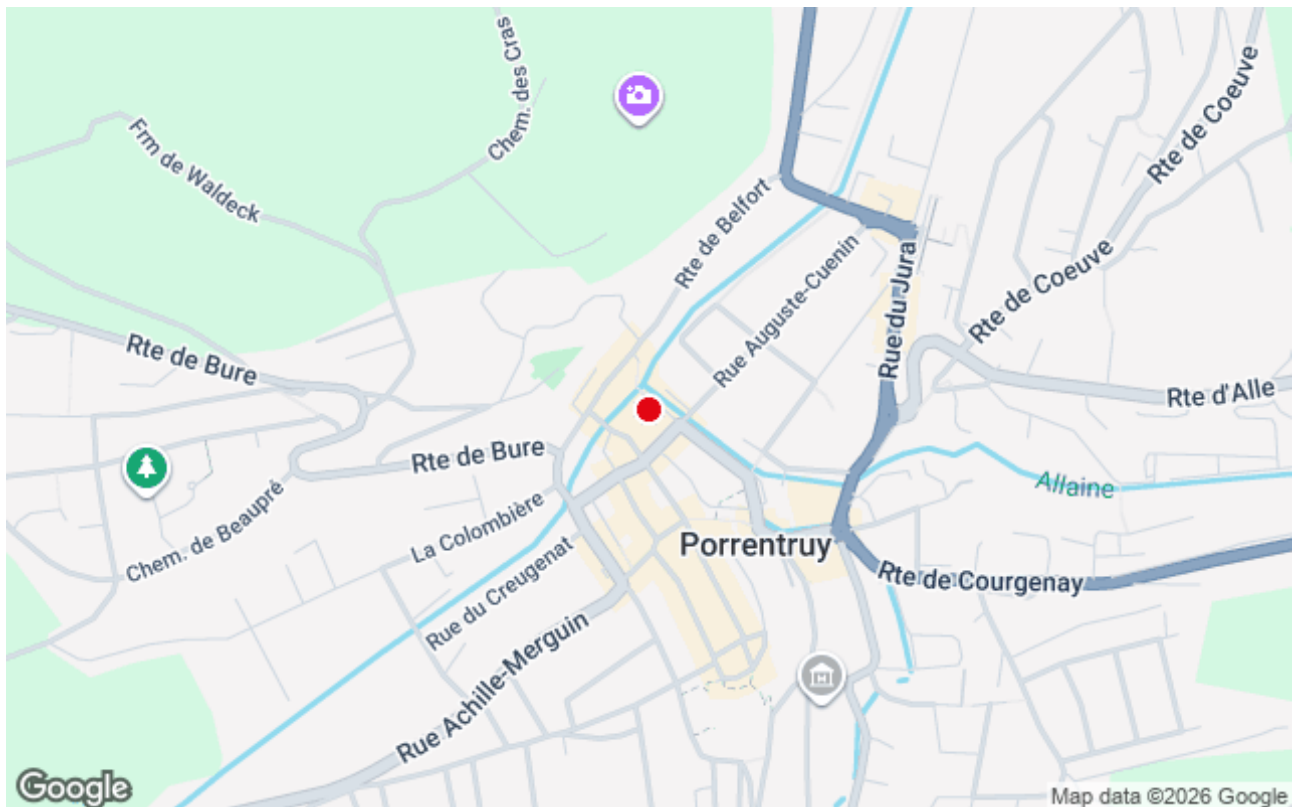 Chem. des Cras
Frm de Waldeck
Rte de Coeuve
Rte de Belfort
Rue Auguste-Cuenin
Rue du Jura
Rte de Coeuve
Rte de Bure
Rte d'Alle
Rte de Bure
Allaine
Chem. de Beaupré
La Colombière
Porrentruy
Rue du Creugenat
Rte de Courgenay
Rue Achille-Merguin
Google
Map data ©2026 Google